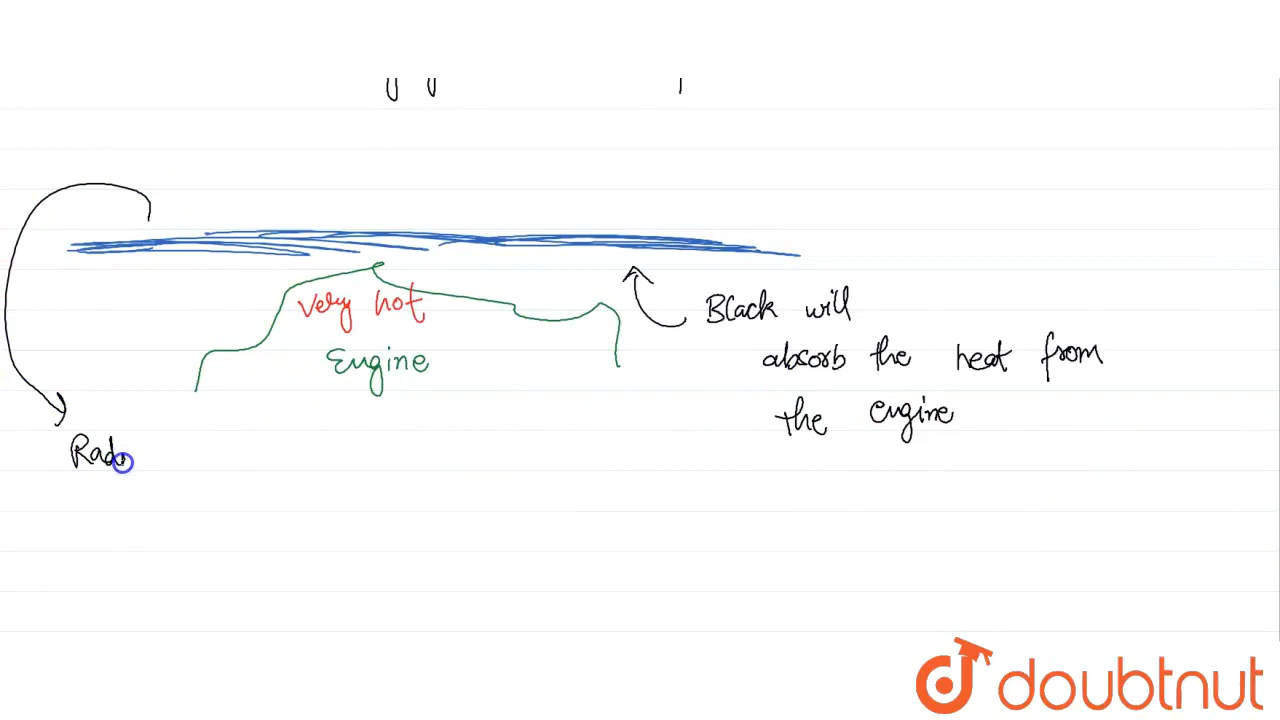 Very hot
Engine
Black will
absorb the heat from
the engine
Rad
doubtnut